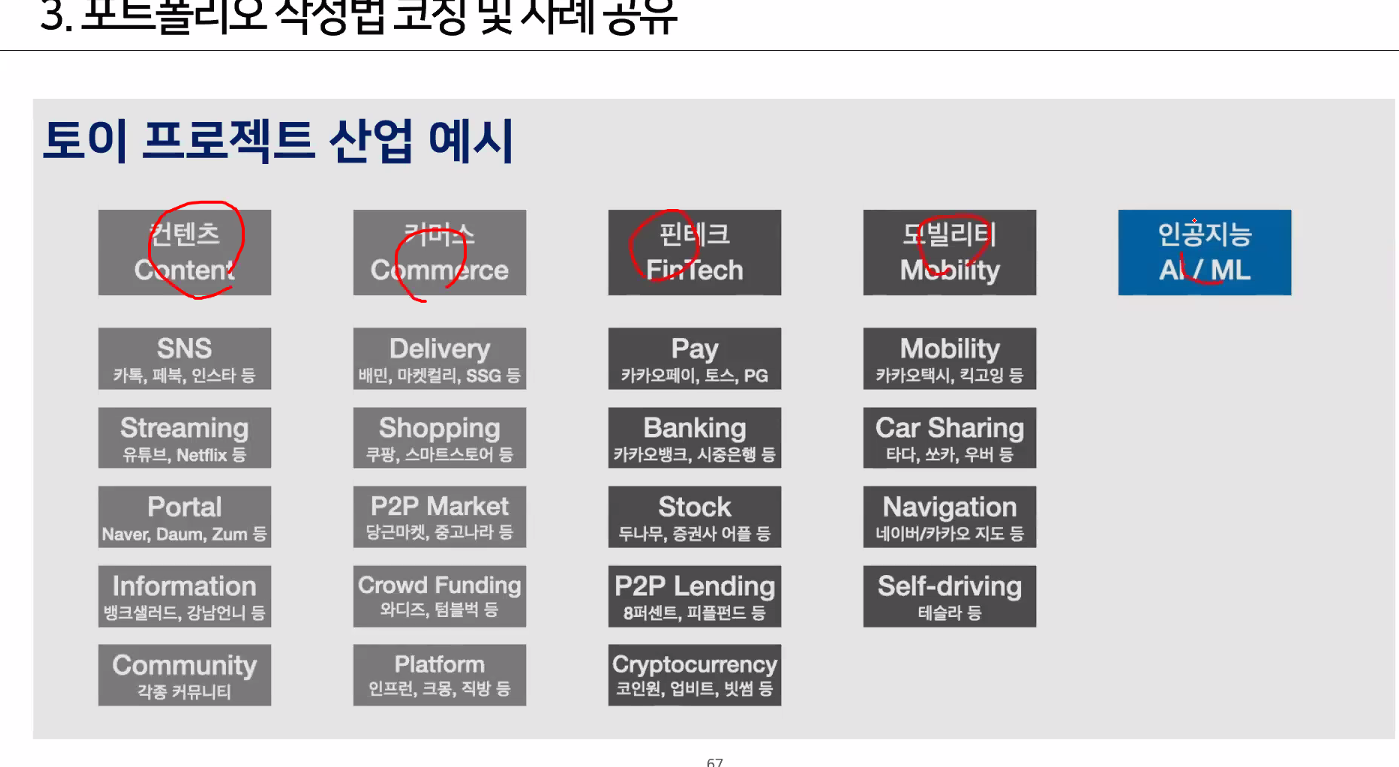 3. 포트폴리오 작성법 코칭 및 사례 공유
토이 프로젝트 산업 예시
컨텐츠
Content
SNS
카톡, 페북, 인스타 등
Streaming
유튜브, Netflix 등
Portal
Naver, Daum, Zum 등
Information
뱅크샐러드, 강남언니 등
Community
각종 커뮤니티
커머스
Commerce
Delivery
배민, 마켓컬리, SSG 등
Shopping
쿠팡, 스마트스토어 등
P2P Market
당근마켓, 중고나라 등
Crowd Funding
와디즈, 텀블벅 등
Platform
인프런, 크몽, 직방 등
핀테크
FinTech
Pay
카카오페이, 토스, PG
Banking
카카오뱅크, 시중은행 등
Stock
두나무, 증권사 어플 등
P2P Lending
8퍼센트, 피플펀드 등
Cryptocurrency
코인원, 업비트, 빗썸 등
모빌리티
Mobility
Mobility
카카오택시, 킥고잉 등
Car Sharing
타다, 쏘카, 우버 등
Navigation
네이버/카카오 지도 등
Self-driving
테슬라 등
인공지능
AI / ML
67